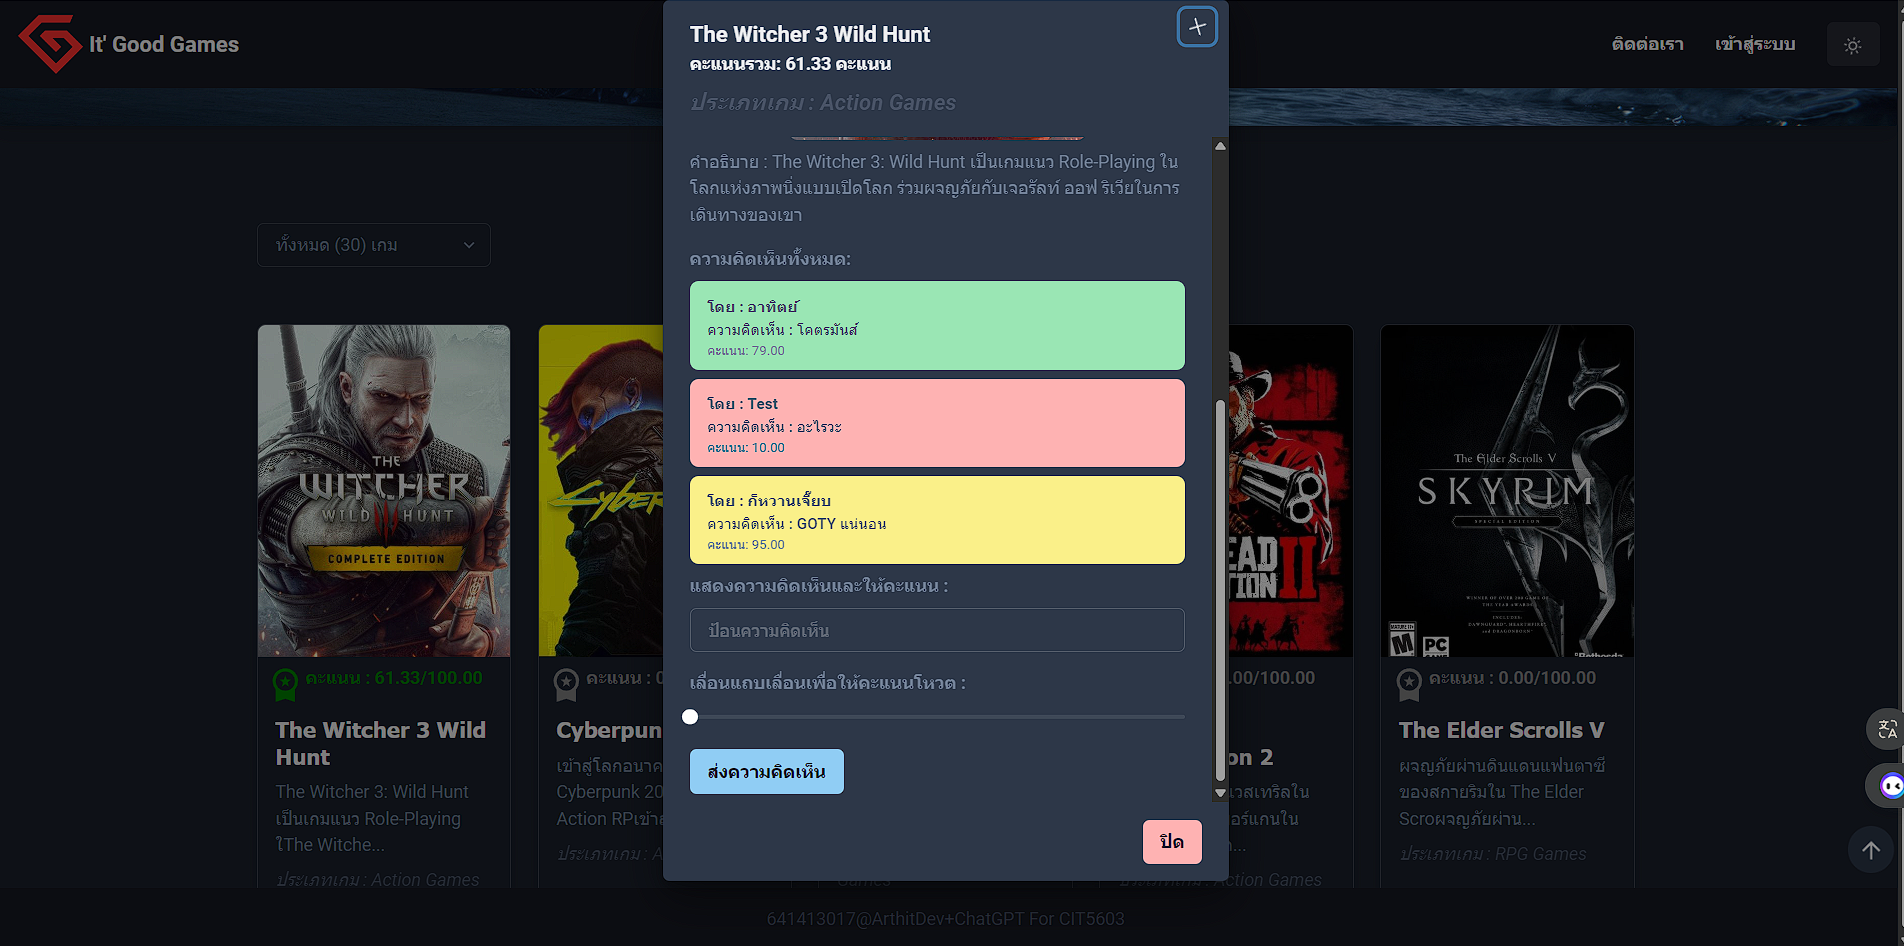 It' Good Games
ติดต่อเรา
เข้าสู่ระบบ
The Witcher 3 Wild Hunt
คะแนนรวม: 61.33 คะแนน
ประเภทเกม : Action Games
คำอธิบาย : The Witcher 3: Wild Hunt เป็นเกมแนว Role-Playing ใน
โลกแห่งภาพนิ่งแบบเปิดโลก ร่วมผจญภัยกับเจอรัลท์ ออฟ ริเวียในการ
เดินทางของเขา
ความคิดเห็นทั้งหมด:
โดย : อาทิตย์
ความคิดเห็น : โคตรมันส์
คะแนน: 79.00
โดย : Test
ความคิดเห็น : อะไรวะ
คะแนน: 10.00
โดย : ก๊หวานเจี๊ยบ
ความคิดเห็น : GOTY แน่นอน
คะแนน: 95.00
แสดงความคิดเห็นและให้คะแนน :
ป้อนความคิดเห็น
เลื่อนแถบเลื่อนเพื่อให้คะแนนโหวต :
ส่งความคิดเห็น
ปิด
ทั้งหมด (30) เกม
THE
WITCHER
WILD HUNT
COMPLETE EDITION
คะแนน : 61.33/100.00
The Witcher 3 Wild
Hunt
The Witcher 3: Wild Hunt
เป็นเกมแนว Role-Playing
ใThe Witche...
ประเภทเกม : Action Games
CYBER
คะแนน : 0
Cyberpun
เข้าสู่โลกอนาค
Cyberpunk 20
Action RPเข้าส
ประเภทเกม : A
Games
EAD
TION II
.00/100.00
on 2
วสเทริลใน
อร์แกนใน
...
ประเภทเกม : Action Games
The Elder Scrolls V
SKYRIM
SPECIAL EDITION
WINNER OF OVER 200 GAME OF
THE YEAR AWARDS
INCLUDES:
DAWNGUARD, HEARTHFIRE
and DRAGONBORN
MATURE 17+
M
PC
Bethesda
คะแนน : 0.00/100.00
The Elder Scrolls V
ผจญภัยผ่านดินแดนแฟนตาซี
ของสกายริมใน The Elder
Scroผจญภัยผ่าน...
ประเภทเกม : RPG Games
641413017@ArthitDev+ChatGPT For CIT5603